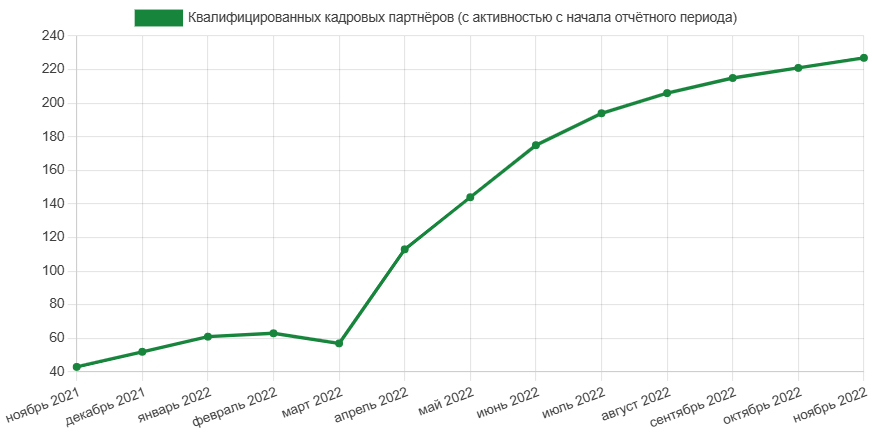 Квалифицированных кадровых партнёров (с активностью с начала отчётного периода)
240
220
200
180
160
140
120
100
80
60
40
ноябрь 2021
декабрь 2021
январь 2022
февраль 2022
март 2022
апрель 2022
май 2022
июнь 2022
июль 2022
август 2022
сентябрь 2022
октябрь 2022
ноябрь 2022